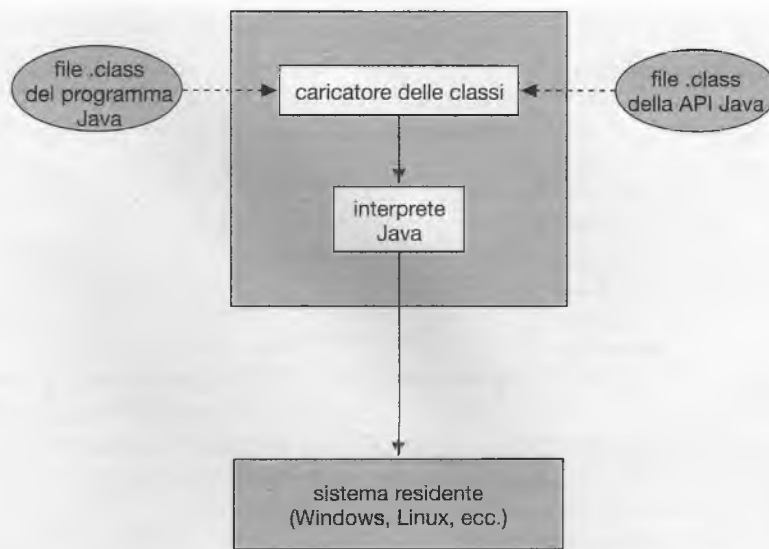 file .class
del programma
Java
caricatore delle classi
file .class
della API Java
interprete
Java
sistema residente
(Windows, Linux, ecc.)